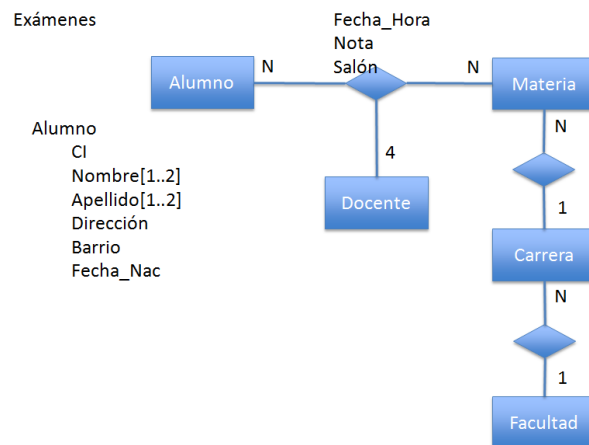 Exámenes
Fecha_Hora
Nota
Salón
Alumno
N
N
Materia
Alumno
CI
Nombre[1..2]
Apellido[1..2]
Dirección
Barrio
Fecha_Nac
4
Docente
N
1
Carrera
N
1
Facultad